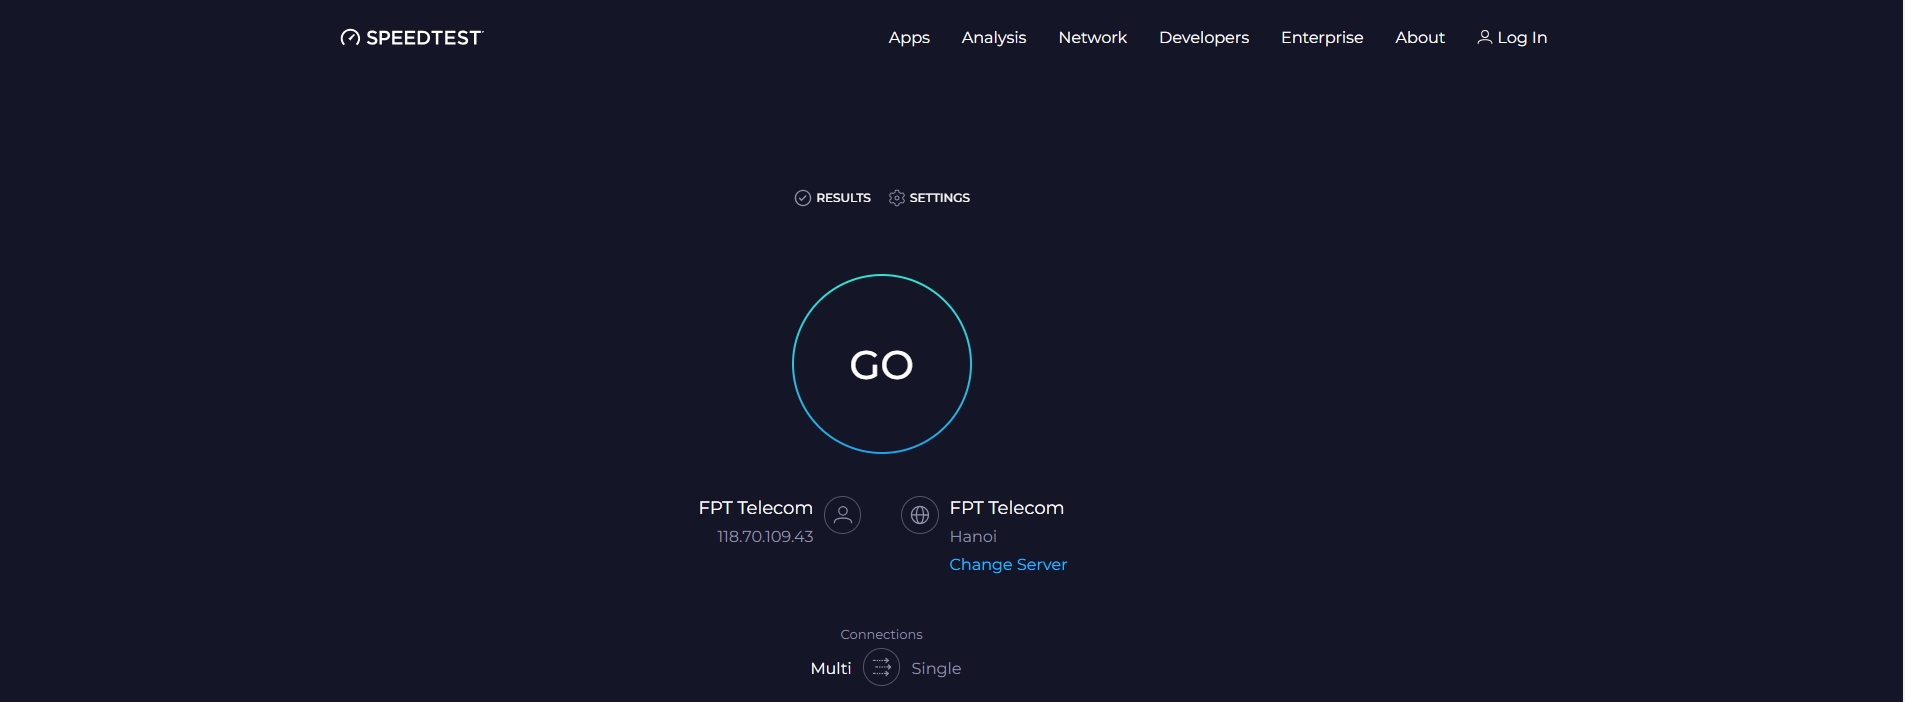 SPEEDTEST
Apps Analysis Network Developers Enterprise About Log In
RESULTS SETTINGS
GO
FPT Telecom
118.70.109.43
FPT Telecom
Hanoi
Change Server
Connections
Multi Single